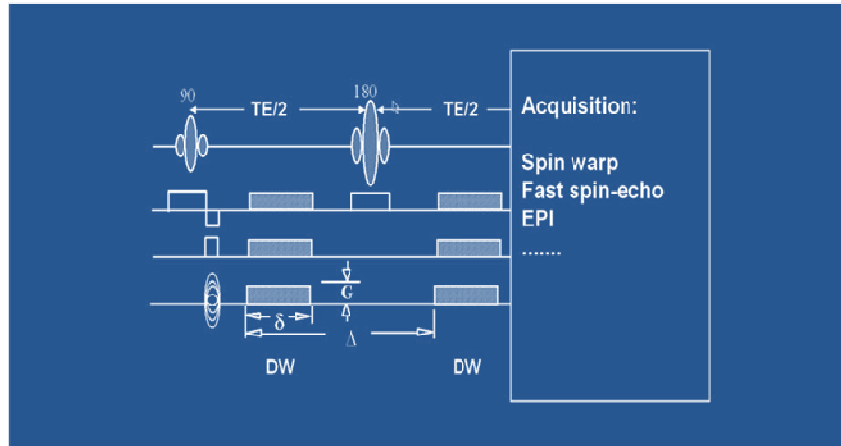 90
180
TE/2
TE/2
Acquisition:
Spin warp
Fast spin-echo
EPI
.......
G
δ
Δ
DW
DW